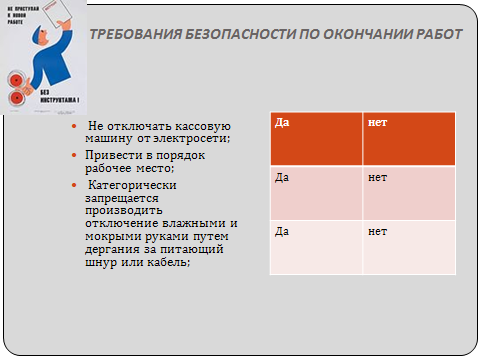 НЕ ПРИСТУПАЙ
К НОВОЙ
РАБОТЕ
БЕЗ
ИНСТРУКТАЖА!
ТРЕБОВАНИЯ БЕЗОПАСНОСТИ ПО ОКОНЧАНИИ РАБОТ
• Не отключать кассовую
машину от электросети;
• Привести в порядок
рабочее место;
• Категорически
запрещается
производить
отключение влажными и
мокрыми руками путем
дергания за питающий
шнур или кабель;
Да нет
Да нет
Да нет